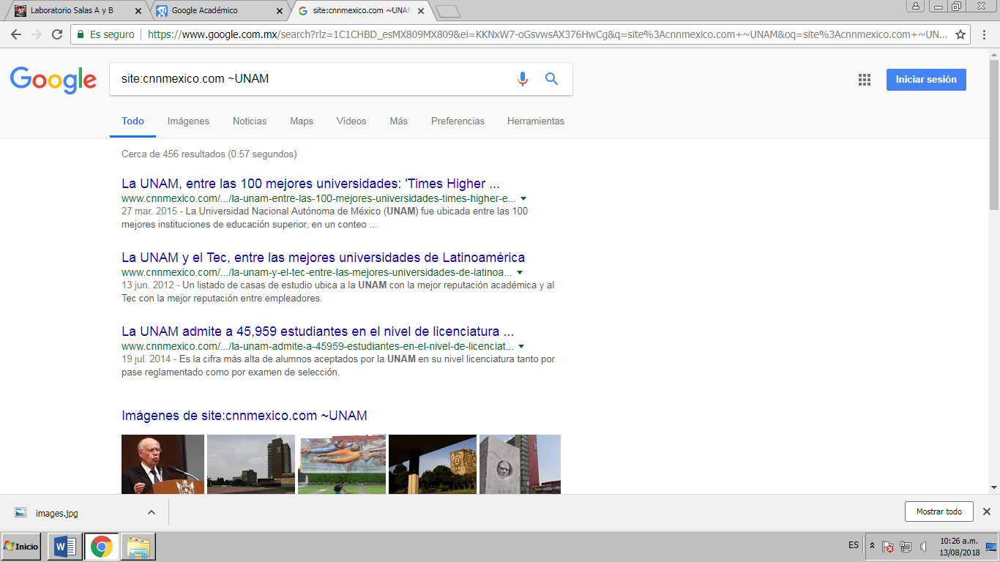 Laboratorio Salas A y B
Google Académico
site:cnnmexico.com ~UNAM
Es seguro
https://www.google.com.mx/search?rlz=1C1CHBD_esMX809MX809&ei=KKNxW7-oGsvwsAX376HwCg&q=site%3Acnnmexico.com+~UNAM&oq=site%3Acnnmexico.com+~UN...
Google
site:cnnmexico.com ~UNAM
Iniciar sesión
Todo Imágenes Noticias Maps Vídeos Más Preferencias Herramientas
Cerca de 456 resultados (0.57 segundos)
La UNAM, entre las 100 mejores universidades: 'Times Higher ...
www.cnnmexico.com/.../la-unam-entre-las-100-mejores-universidades-times-higher-e...
27 mar. 2015 - La Universidad Nacional Autónoma de México (UNAM) fue ubicada entre las 100
mejores instituciones de educación superior, en un conteo ...
La UNAM y el Tec, entre las mejores universidades de Latinoamérica
www.cnnmexico.com/.../la-unam-y-el-tec-entre-las-mejores-universidades-de-latinoa...
13 jun. 2012 - Un listado de casas de estudio ubica a la UNAM con la mejor reputación académica y al
Tec con la mejor reputación entre empleadores.
La UNAM admite a 45,959 estudiantes en el nivel de licenciatura ...
www.cnnmexico.com/.../la-unam-admite-a-45959-estudiantes-en-el-nivel-de-licenciat...
19 jul. 2014 - Es la cifra más alta de alumnos aceptados por la UNAM en su nivel licenciatura tanto por
pase reglamentado como por examen de selección.
Imágenes de site:cnnmexico.com ~UNAM
images.jpg
Mostrar todo
Inicio
ES
10:26 a.m.
13/08/2018